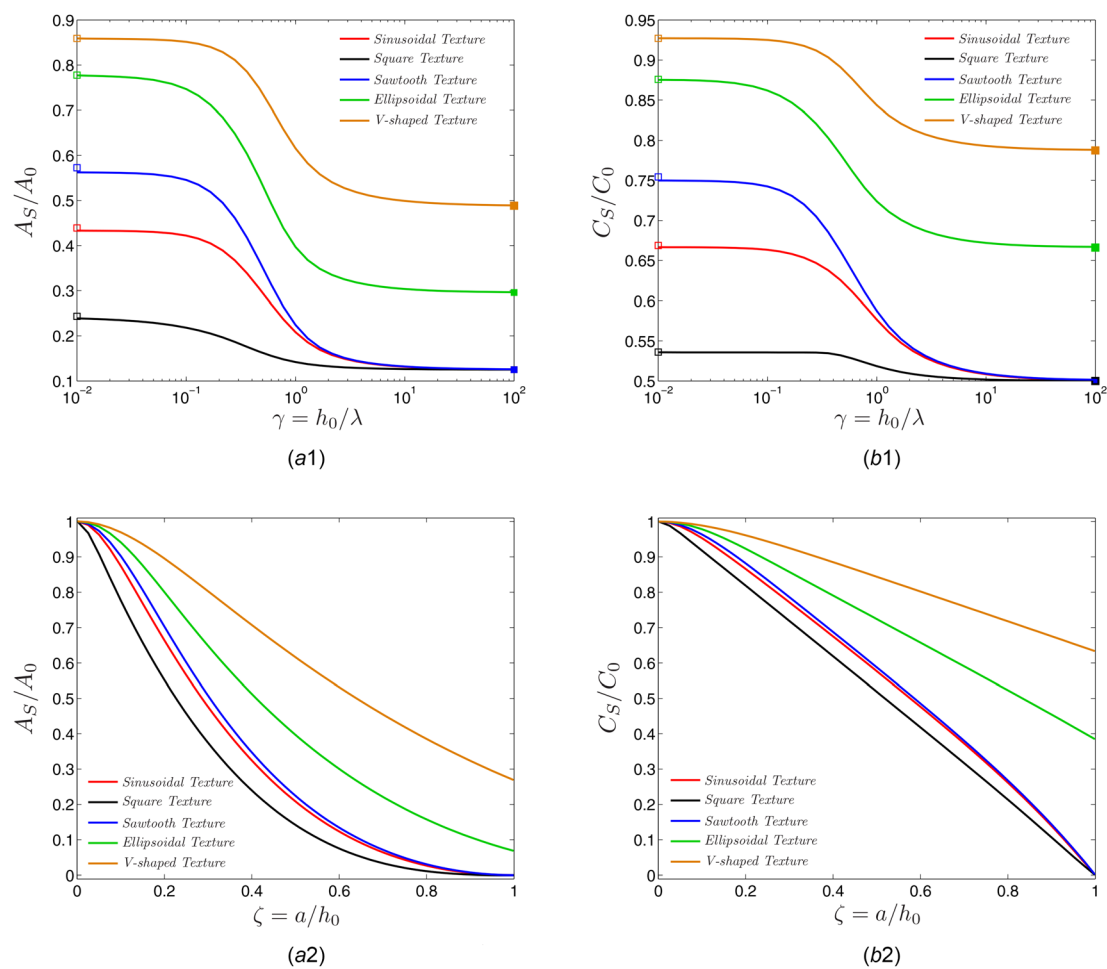 0.9
0.8
0.7
0.6
0.5
0.4
0.3
0.2
0.1
A_S/A_0
Sinusoidal Texture
Square Texture
Sawtooth Texture
Ellipsoidal Texture
V-shaped Texture
10^-2 10^-1 10^0 10^1 10^2
γ = h_0/λ
(a1)
0.95
0.9
0.85
0.8
0.75
0.7
0.65
0.6
0.55
0.5
C_S/C_0
Sinusoidal Texture
Square Texture
Sawtooth Texture
Ellipsoidal Texture
V-shaped Texture
10^-2 10^-1 10^0 10^1 10^2
γ = h_0/λ
(b1)
1
0.9
0.8
0.7
0.6
0.5
0.4
0.3
0.2
0.1
0
A_S/A_0
Sinusoidal Texture
Square Texture
Sawtooth Texture
Ellipsoidal Texture
V-shaped Texture
0 0.2 0.4 0.6 0.8 1
ζ = a/h_0
(a2)
1
0.9
0.8
0.7
0.6
0.5
0.4
0.3
0.2
0.1
0
C_S/C_0
Sinusoidal Texture
Square Texture
Sawtooth Texture
Ellipsoidal Texture
V-shaped Texture
0 0.2 0.4 0.6 0.8 1
ζ = a/h_0
(b2)